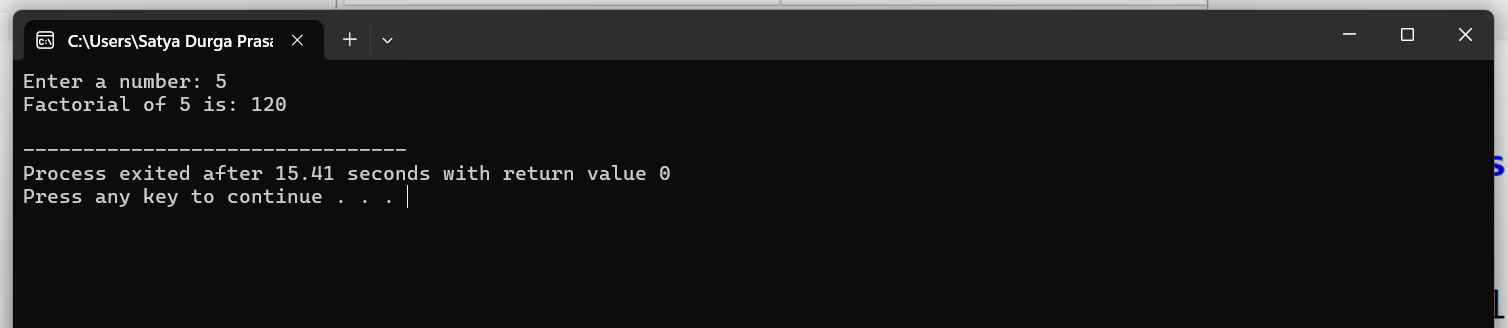 C:\Users\Satya Durga Prasa
Enter a number: 5
Factorial of 5 is: 120
--------------------------------
Process exited after 15.41 seconds with return value 0
Press any key to continue . . .